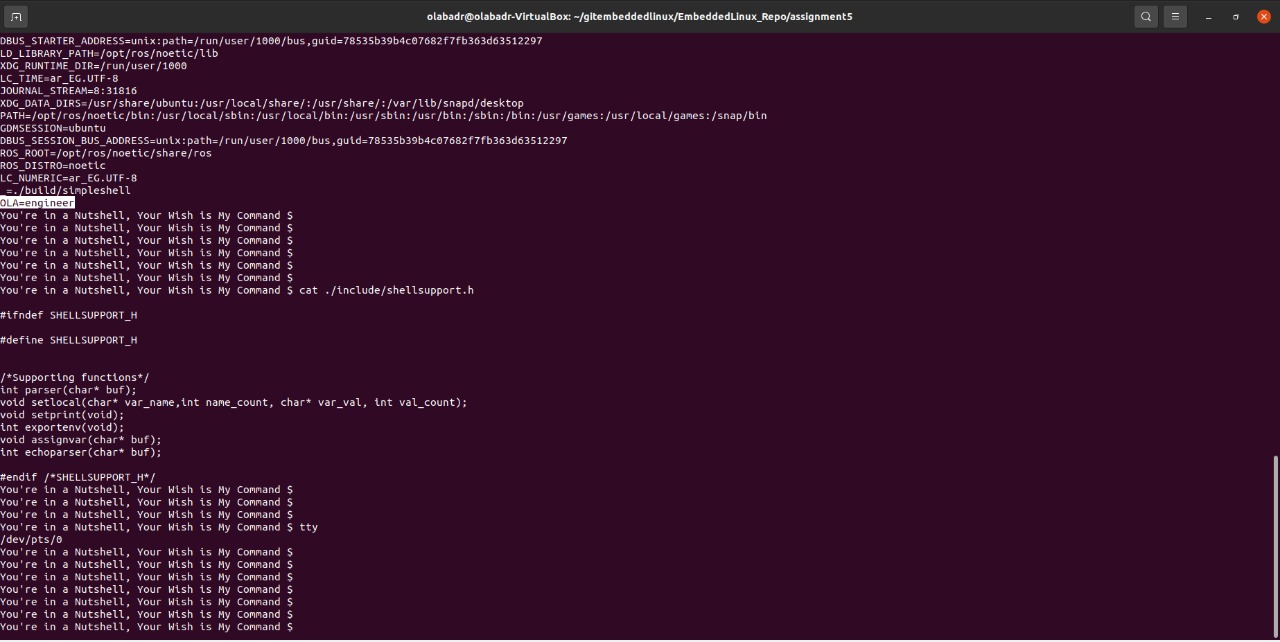 olabadr@olabadr-VirtualBox: ~/gitembeddedlinux/EmbeddedLinux_Repo/assignment5
DBUS_STARTER_ADDRESS=unix:path=/run/user/1000/bus,guid=78535b39b4c07682f7fb363d63512297
LD_LIBRARY_PATH=/opt/ros/noetic/lib
XDG_RUNTIME_DIR=/run/user/1000
LC_TIME=ar_EG.UTF-8
JOURNAL_STREAM=8:31816
XDG_DATA_DIRS=/usr/share/ubuntu:/usr/local/share/:/usr/share/:/var/lib/snapd/desktop
PATH=/opt/ros/noetic/bin:/usr/local/sbin:/usr/local/bin:/usr/sbin:/usr/bin:/sbin:/bin:/usr/games:/usr/local/games:/snap/bin
GDMSESSION=ubuntu
DBUS_SESSION_BUS_ADDRESS=unix:path=/run/user/1000/bus,guid=78535b39b4c07682f7fb363d63512297
ROS_ROOT=/opt/ros/noetic/share/ros
ROS_DISTRO=noetic
LC_NUMERIC=ar_EG.UTF-8
_=./build/simpleshell
OLA=engineer
You're in a Nutshell, Your Wish is My Command $
You're in a Nutshell, Your Wish is My Command $
You're in a Nutshell, Your Wish is My Command $
You're in a Nutshell, Your Wish is My Command $
You're in a Nutshell, Your Wish is My Command $
You're in a Nutshell, Your Wish is My Command $
You're in a Nutshell, Your Wish is My Command $ cat ./include/shellsupport.h
#ifndef SHELLSUPPORT_H
#define SHELLSUPPORT_H
/*Supporting functions*/
int parser(char* buf);
void setlocal(char* var_name,int name_count, char* var_val, int val_count);
void setprint(void);
int exportenv(void);
void assignvar(char* buf);
int echoparser(char* buf);
#endif /*SHELLSUPPORT_H*/
You're in a Nutshell, Your Wish is My Command $
You're in a Nutshell, Your Wish is My Command $
You're in a Nutshell, Your Wish is My Command $
You're in a Nutshell, Your Wish is My Command $ tty
/dev/pts/0
You're in a Nutshell, Your Wish is My Command $
You're in a Nutshell, Your Wish is My Command $
You're in a Nutshell, Your Wish is My Command $
You're in a Nutshell, Your Wish is My Command $
You're in a Nutshell, Your Wish is My Command $
You're in a Nutshell, Your Wish is My Command $
You're in a Nutshell, Your Wish is My Command $